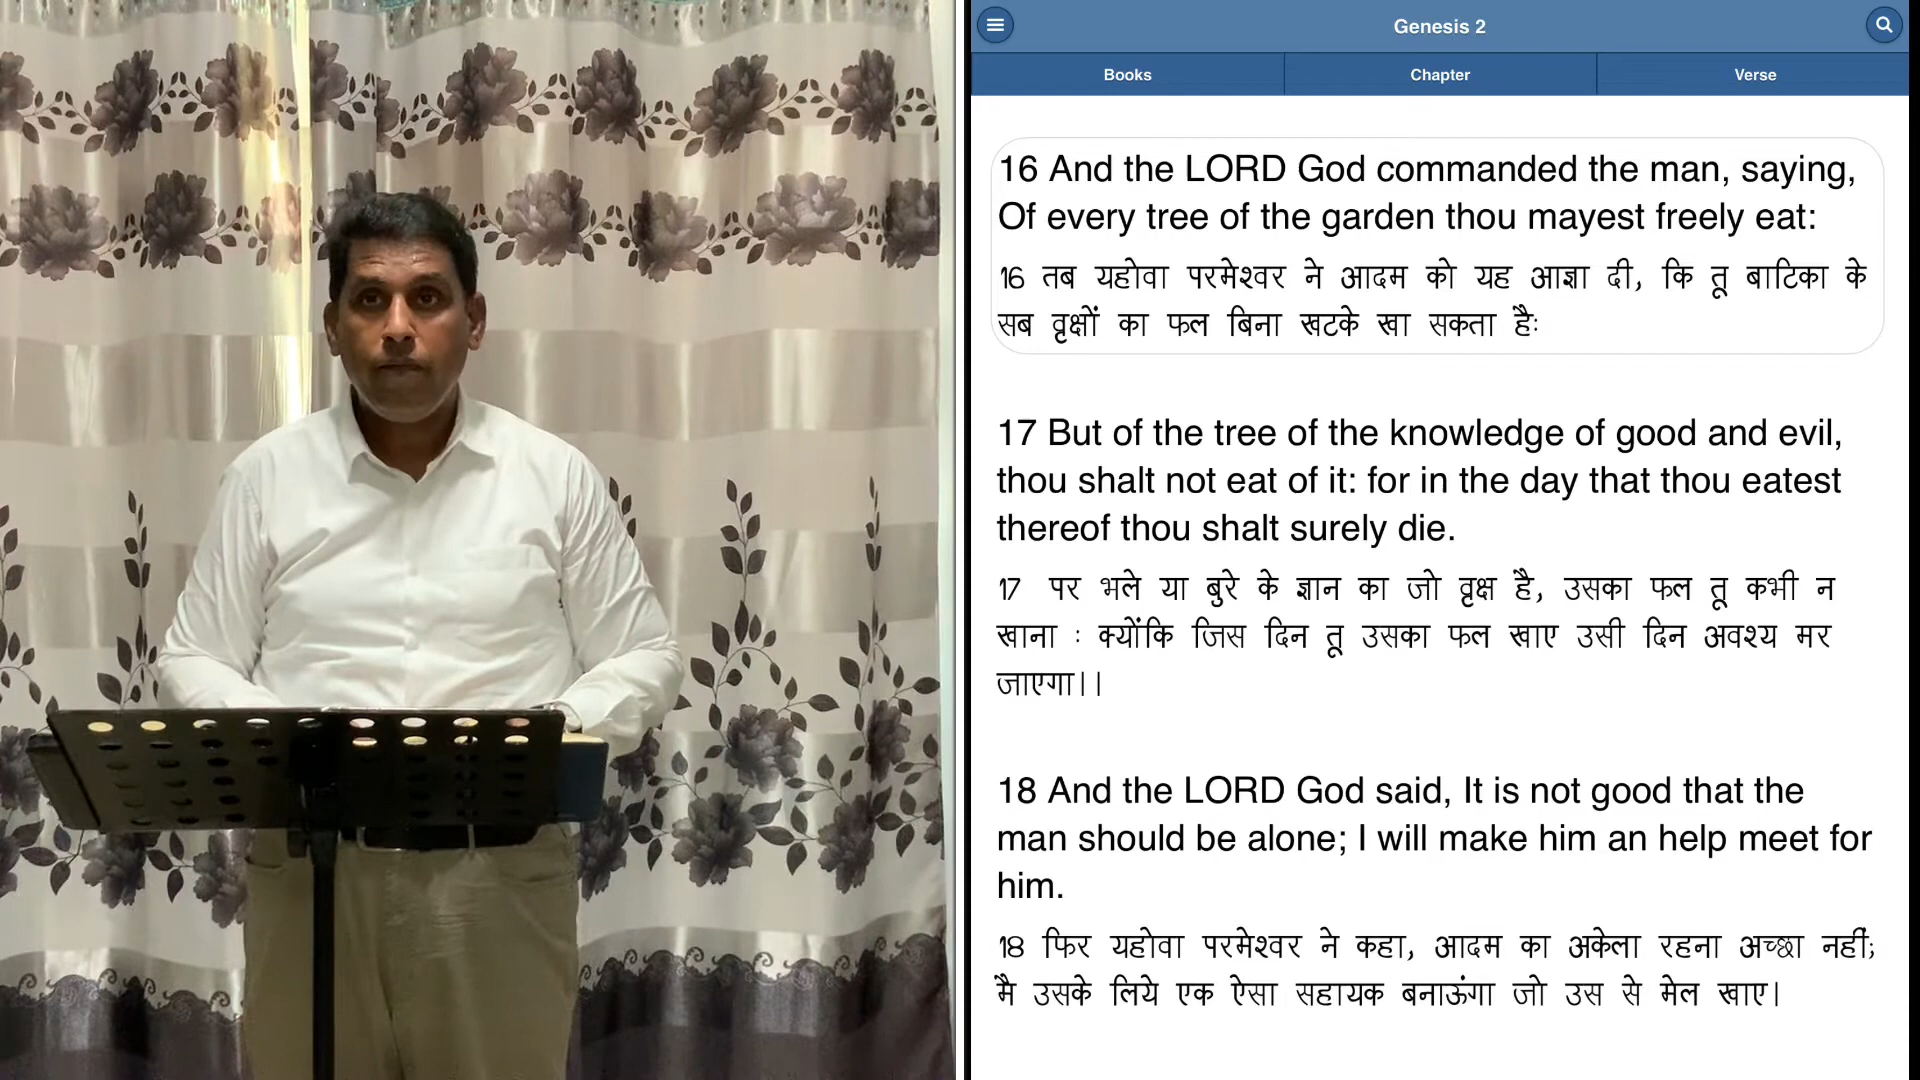 Genesis 2
Books Chapter Verse
16 And the LORD God commanded the man, saying,
Of every tree of the garden thou mayest freely eat:
16 तब यहोवा परमेश्वर ने आदम को यह आज्ञा दी, कि तू बाटिका के
सब वृक्षों का फल बिना खटके खा सकता है:
17 But of the tree of the knowledge of good and evil,
thou shalt not eat of it: for in the day that thou eatest
thereof thou shalt surely die.
17 पर भले या बुरे के ज्ञान का जो वृक्ष है, उसका फल तू कभी न
खाना : क्योंकि जिस दिन तू उसका फल खाए उसी दिन अवश्य मर
जाएगा।।
18 And the LORD God said, It is not good that the
man should be alone; I will make him an help meet for
him.
18 फिर यहोवा परमेश्वर ने कहा, आदम का अकेला रहना अच्छा नहीं;
मै उसके लिये एक ऐसा सहायक बनाऊंगा जो उस से मेल खाए।